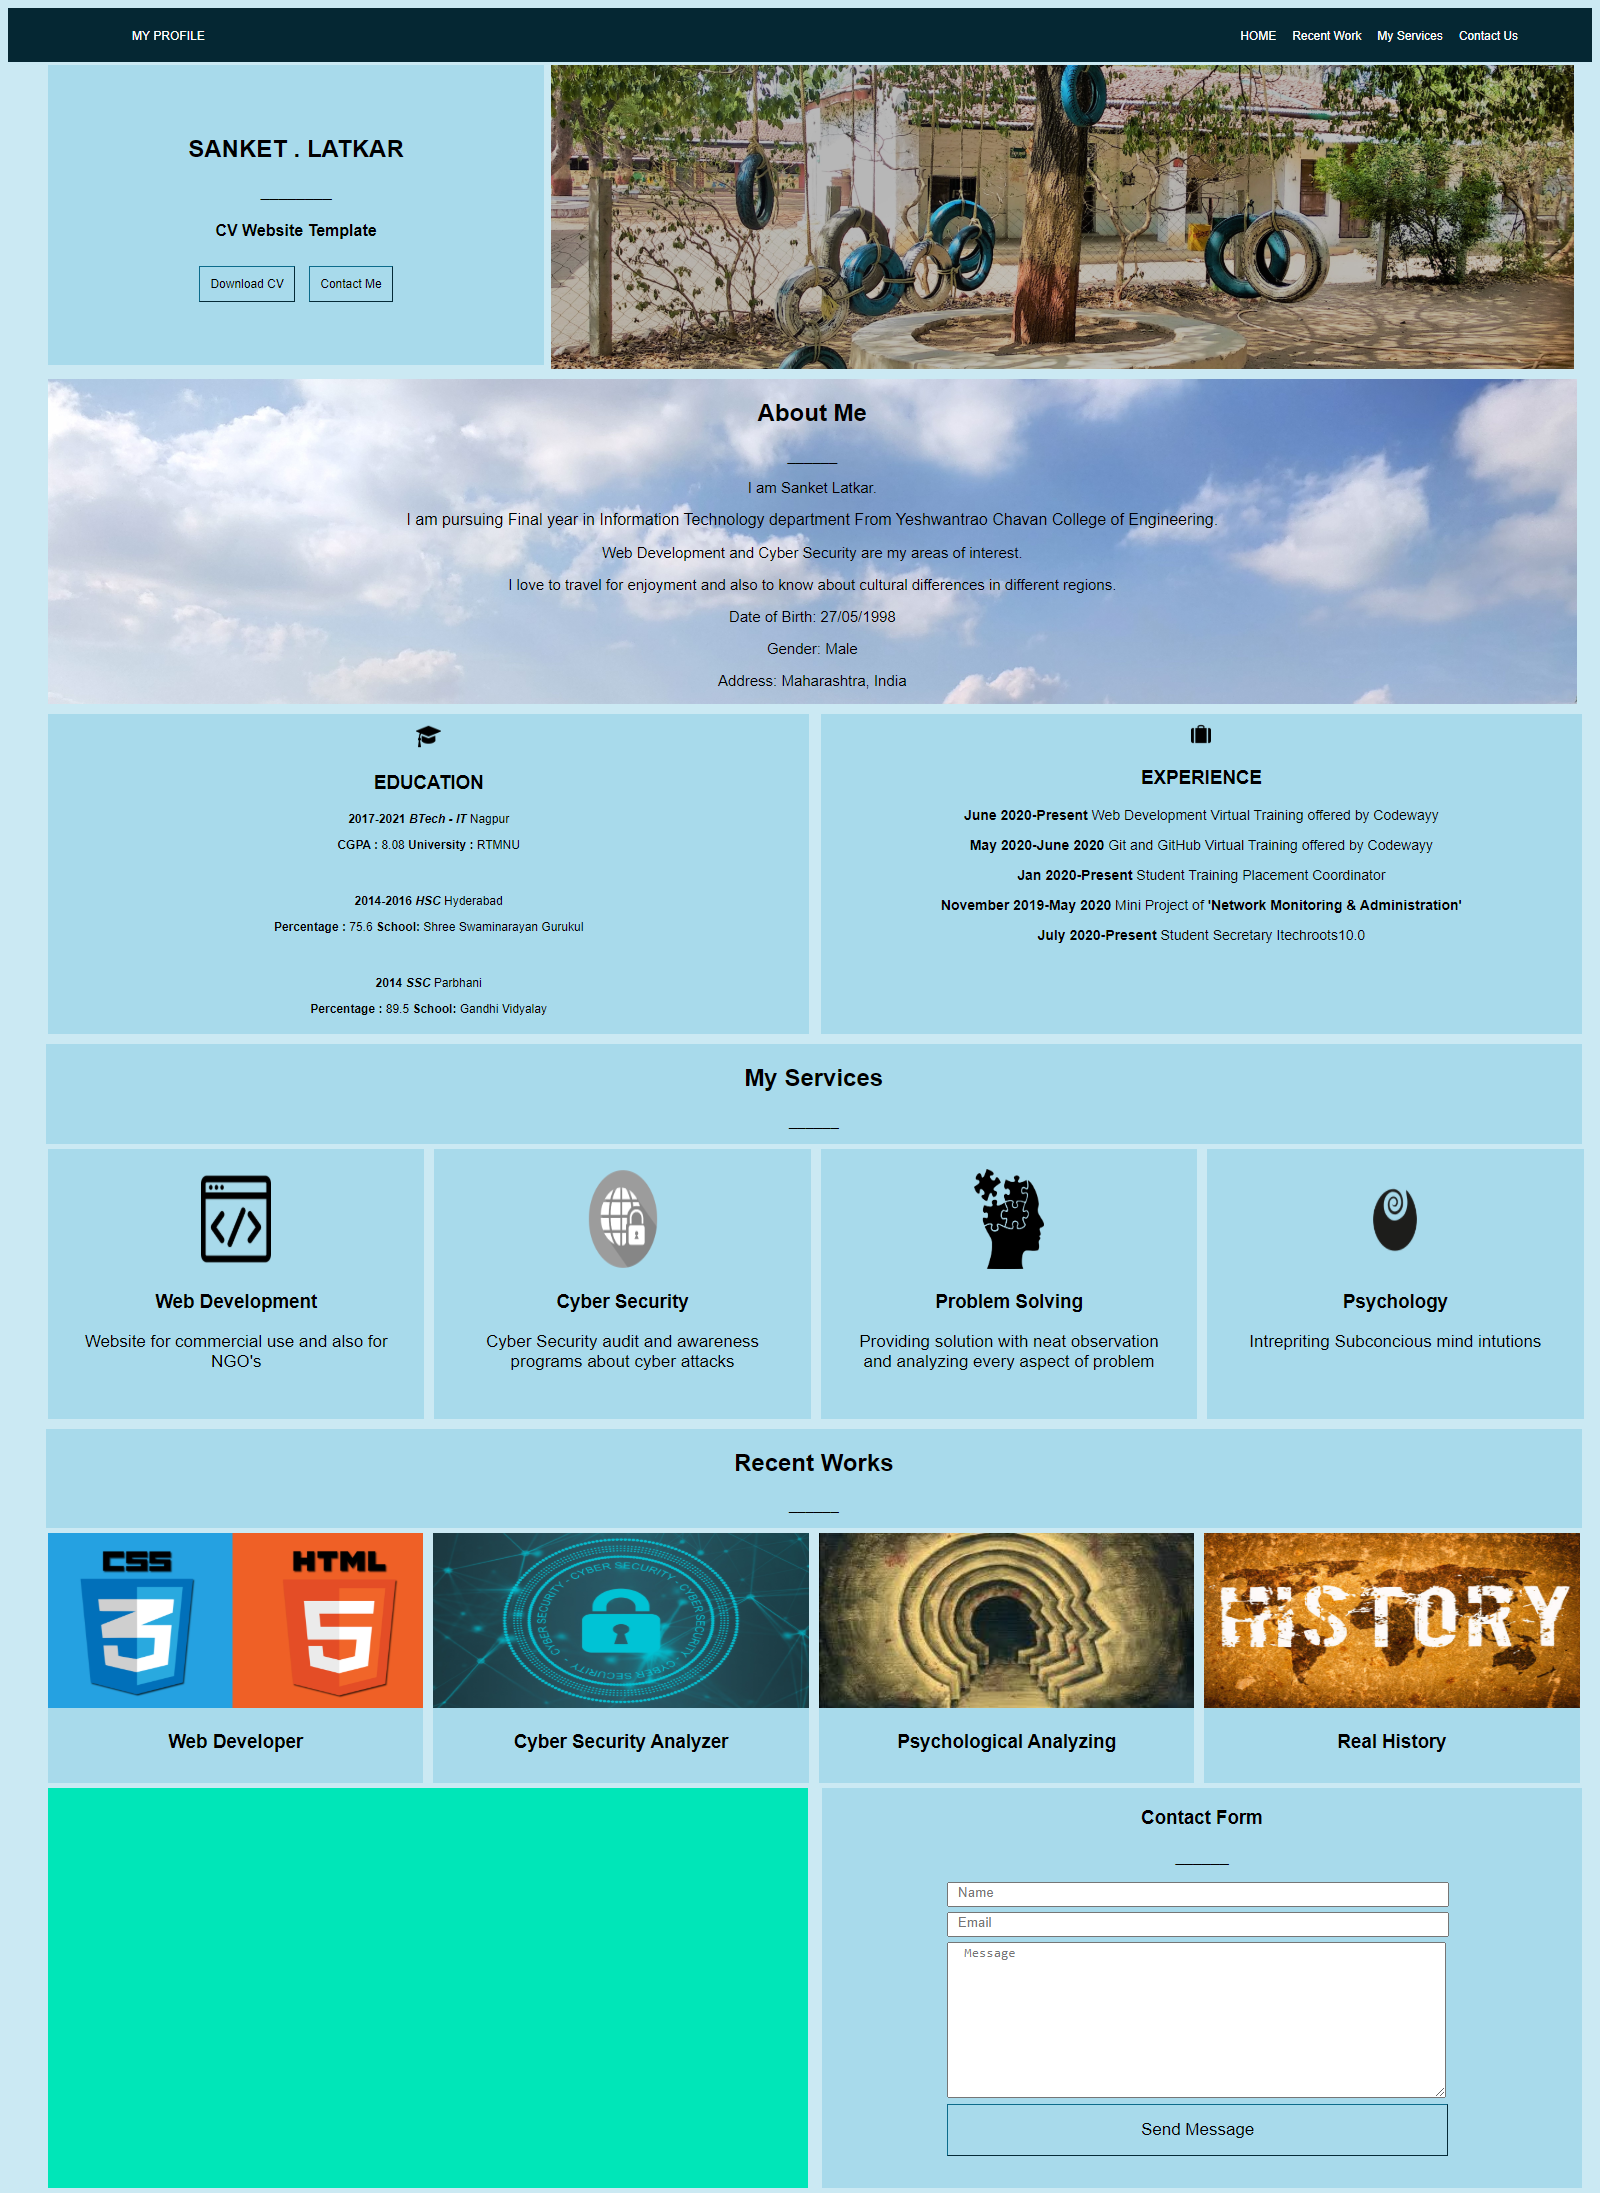 MY PROFILE
HOME Recent Work My Services Contact Us
SANKET . LATKAR
CV Website Template
Download CV Contact Me
About Me
I am Sanket Latkar.
I am pursuing Final year in Information Technology department From Yeshwantrao Chavan College of Engineering.
Web Development and Cyber Security are my areas of interest.
I love to travel for enjoyment and also to know about cultural differences in different regions.
Date of Birth: 27/05/1998
Gender: Male
Address: Maharashtra, India
EDUCATION
2017-2021 BTech - IT Nagpur
CGPA : 8.08 University : RTMNU
2014-2016 HSC Hyderabad
Percentage : 75.6 School: Shree Swaminarayan Gurukul
2014 SSC Parbhani
Percentage : 89.5 School: Gandhi Vidyalay
EXPERIENCE
June 2020-Present Web Development Virtual Training offered by Codewayy
May 2020-June 2020 Git and GitHub Virtual Training offered by Codewayy
Jan 2020-Present Student Training Placement Coordinator
November 2019-May 2020 Mini Project of 'Network Monitoring & Administration'
July 2020-Present Student Secretary Itechroots10.0
My Services
Web Development
Website for commercial use and also for
NGO's
Cyber Security
Cyber Security audit and awareness
programs about cyber attacks
Problem Solving
Providing solution with neat observation
and analyzing every aspect of problem
Psychology
Intrepriting Subconcious mind intutions
Recent Works
CSS
3
HTML
5
CYBER SECURITY - CYBER SECURITY - CYBER SECURITY - CYBER SECURITY -
HISTORY
Web Developer
Cyber Security Analyzer
Psychological Analyzing
Real History
Contact Form
Name
Email
Message
Send Message